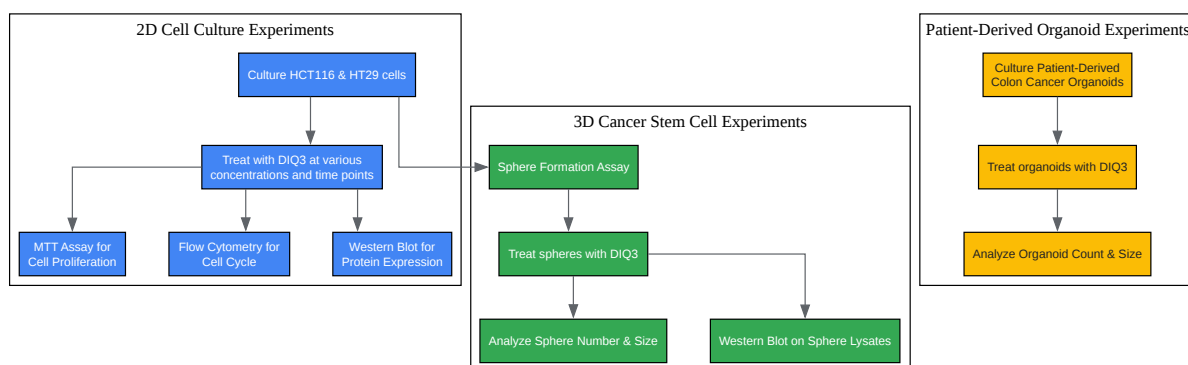 2D Cell Culture Experiments
Culture HCT116 & HT29 cells
Treat with DIQ3 at various
concentrations and time points
MTT Assay for
Cell Proliferation
Flow Cytometry for
Cell Cycle
Western Blot for
Protein Expression
3D Cancer Stem Cell Experiments
Sphere Formation Assay
Treat spheres with DIQ3
Analyze Sphere Number & Size
Western Blot on Sphere Lysates
Patient-Derived Organoid Experiments
Culture Patient-Derived
Colon Cancer Organoids
Treat organoids with DIQ3
Analyze Organoid Count & Size